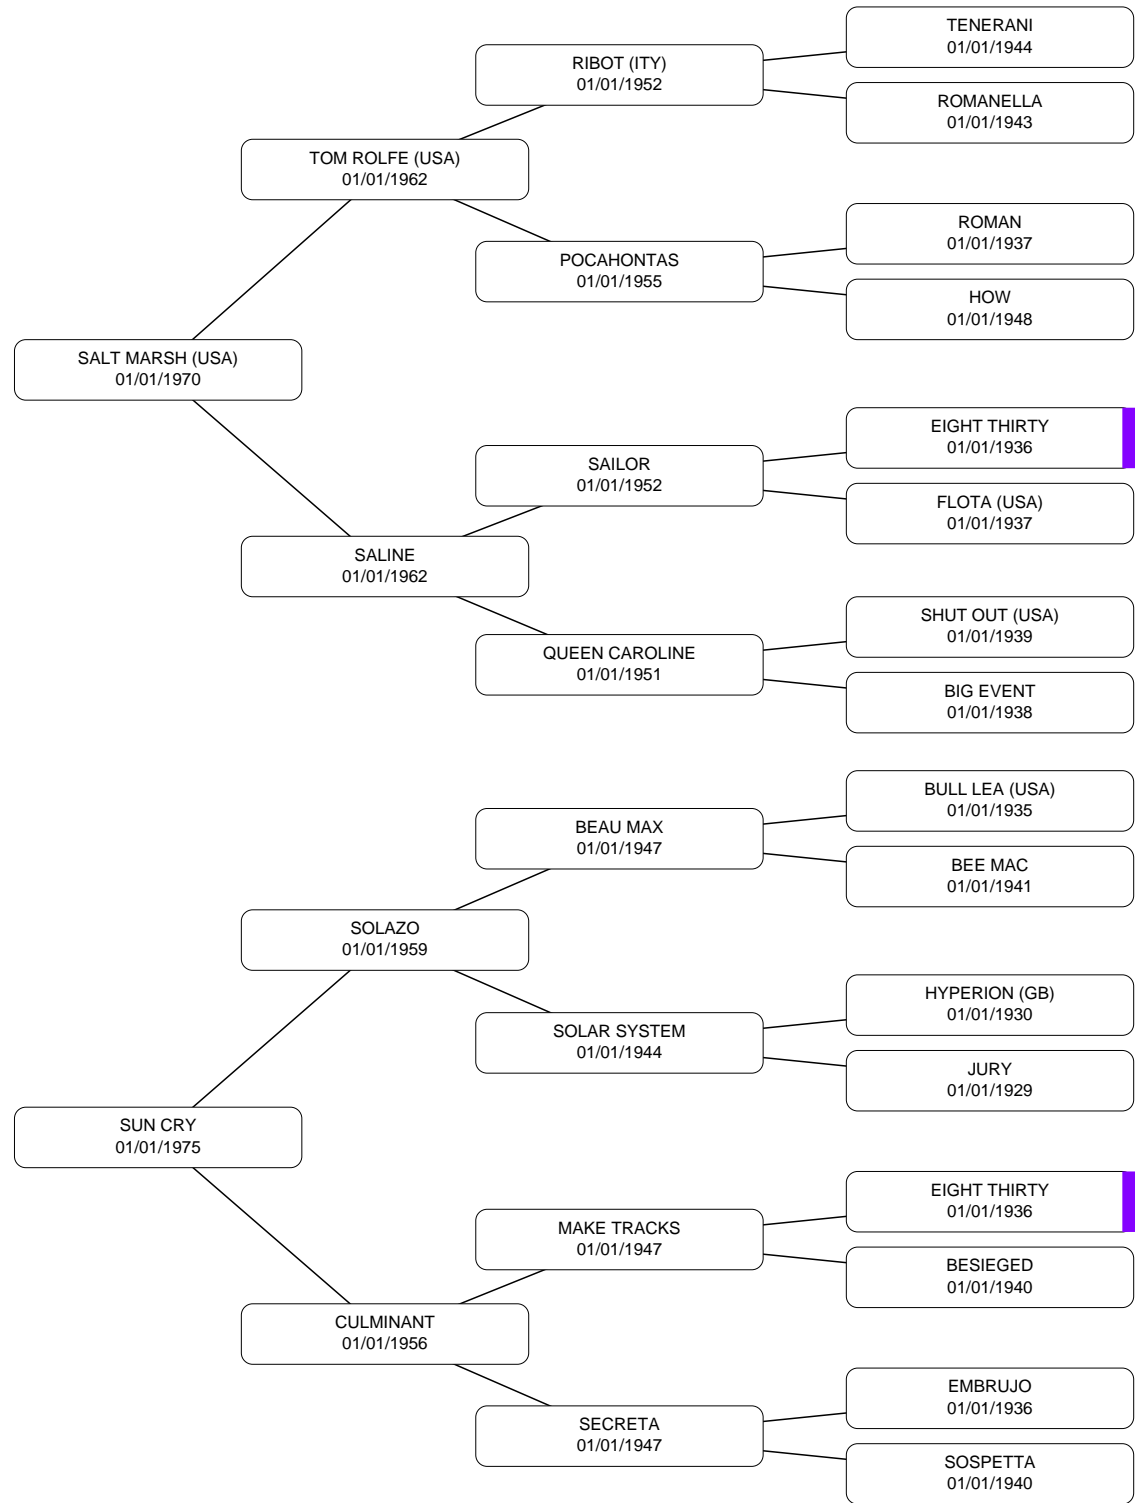 TENERANI
01/01/1944
RIBOT (ITY)
01/01/1952
ROMANELLA
01/01/1943
TOM ROLFE (USA)
01/01/1962
ROMAN
01/01/1937
POCAHONTAS
01/01/1955
HOW
01/01/1948
SALT MARSH (USA)
01/01/1970
EIGHT THIRTY
01/01/1936
SAILOR
01/01/1952
FLOTA (USA)
01/01/1937
SALINE
01/01/1962
SHUT OUT (USA)
01/01/1939
QUEEN CAROLINE
01/01/1951
BIG EVENT
01/01/1938
BULL LEA (USA)
01/01/1935
BEAU MAX
01/01/1947
BEE MAC
01/01/1941
SOLAZO
01/01/1959
HYPERION (GB)
01/01/1930
SOLAR SYSTEM
01/01/1944
JURY
01/01/1929
SUN CRY
01/01/1975
EIGHT THIRTY
01/01/1936
MAKE TRACKS
01/01/1947
BESIEGED
01/01/1940
CULMINANT
01/01/1956
EMBRUJO
01/01/1936
SECRETA
01/01/1947
SOSPETTA
01/01/1940